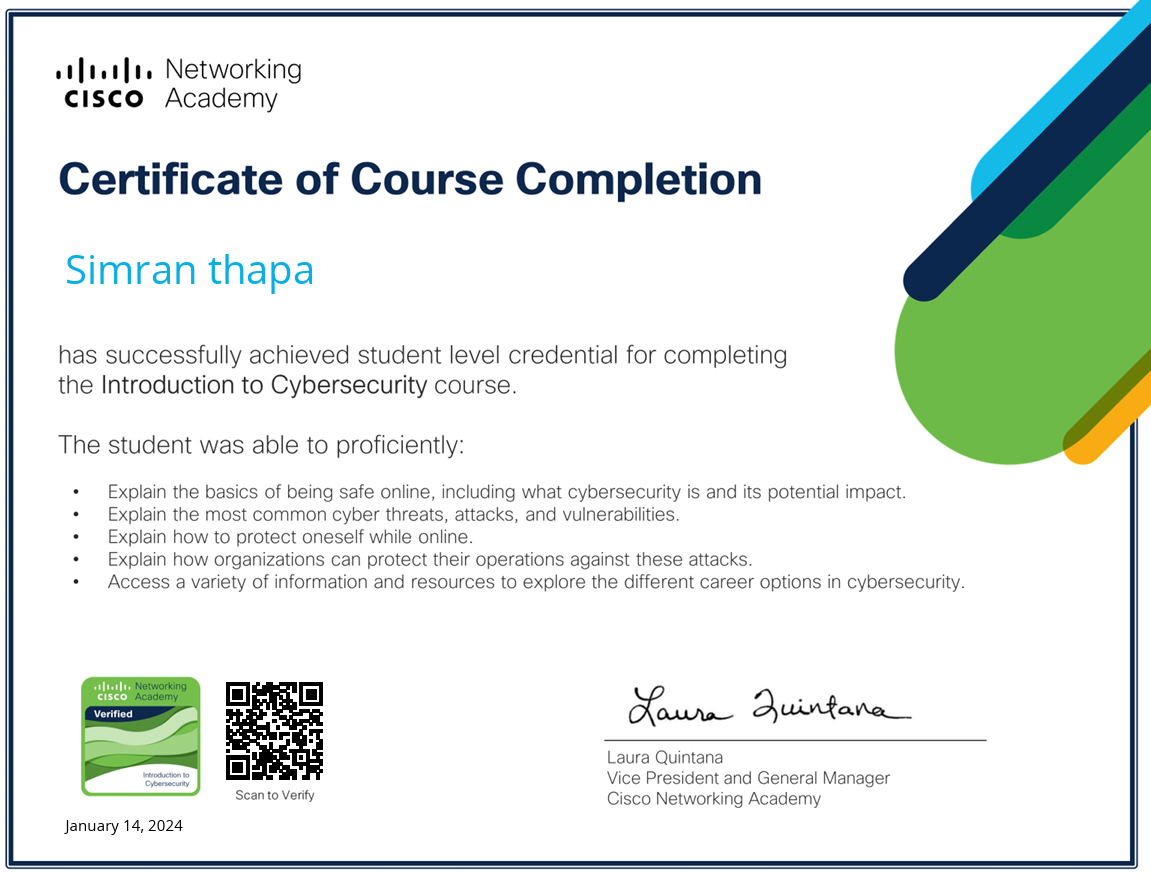 Networking
CISCO Academy
Certificate of Course Completion
Simran thapa
has successfully achieved student level credential for completing
the Introduction to Cybersecurity course.
The student was able to proficiently:
• Explain the basics of being safe online, including what cybersecurity is and its potential impact.
• Explain the most common cyber threats, attacks, and vulnerabilities.
• Explain how to protect oneself while online.
• Explain how organizations can protect their operations against these attacks.
• Access a variety of information and resources to explore the different career options in cybersecurity.
Networking
CISCO Academy
Verified
Introduction to
Cybersecurity
Scan to Verify
January 14, 2024
Laura Quintana
Laura Quintana
Vice President and General Manager
Cisco Networking Academy